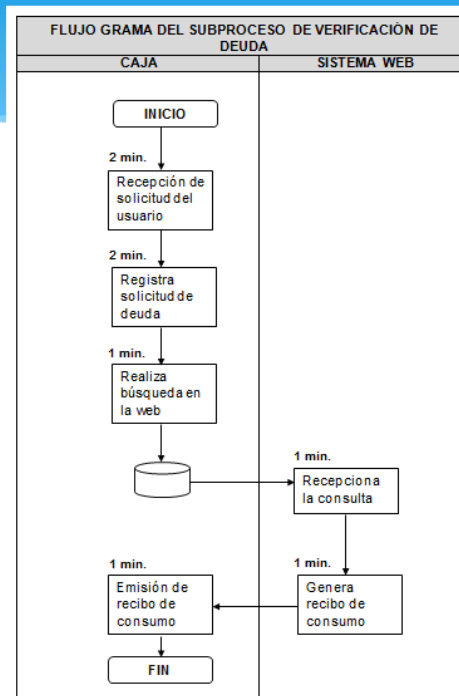 FLUJO GRAMA DEL SUBPROCESO DE VERIFICACIÓN DE
DEUDA
CAJA
SISTEMA WEB
INICIO
2 min.
Recepción de
solicitud del
usuario
2 min.
Registra
solicitud de
deuda
1 min.
Realiza
búsqueda en
la web
1 min.
Recepciona
la consulta
1 min.
Emisión de
recibo de
consumo
1 min.
Genera
recibo de
consumo
FIN